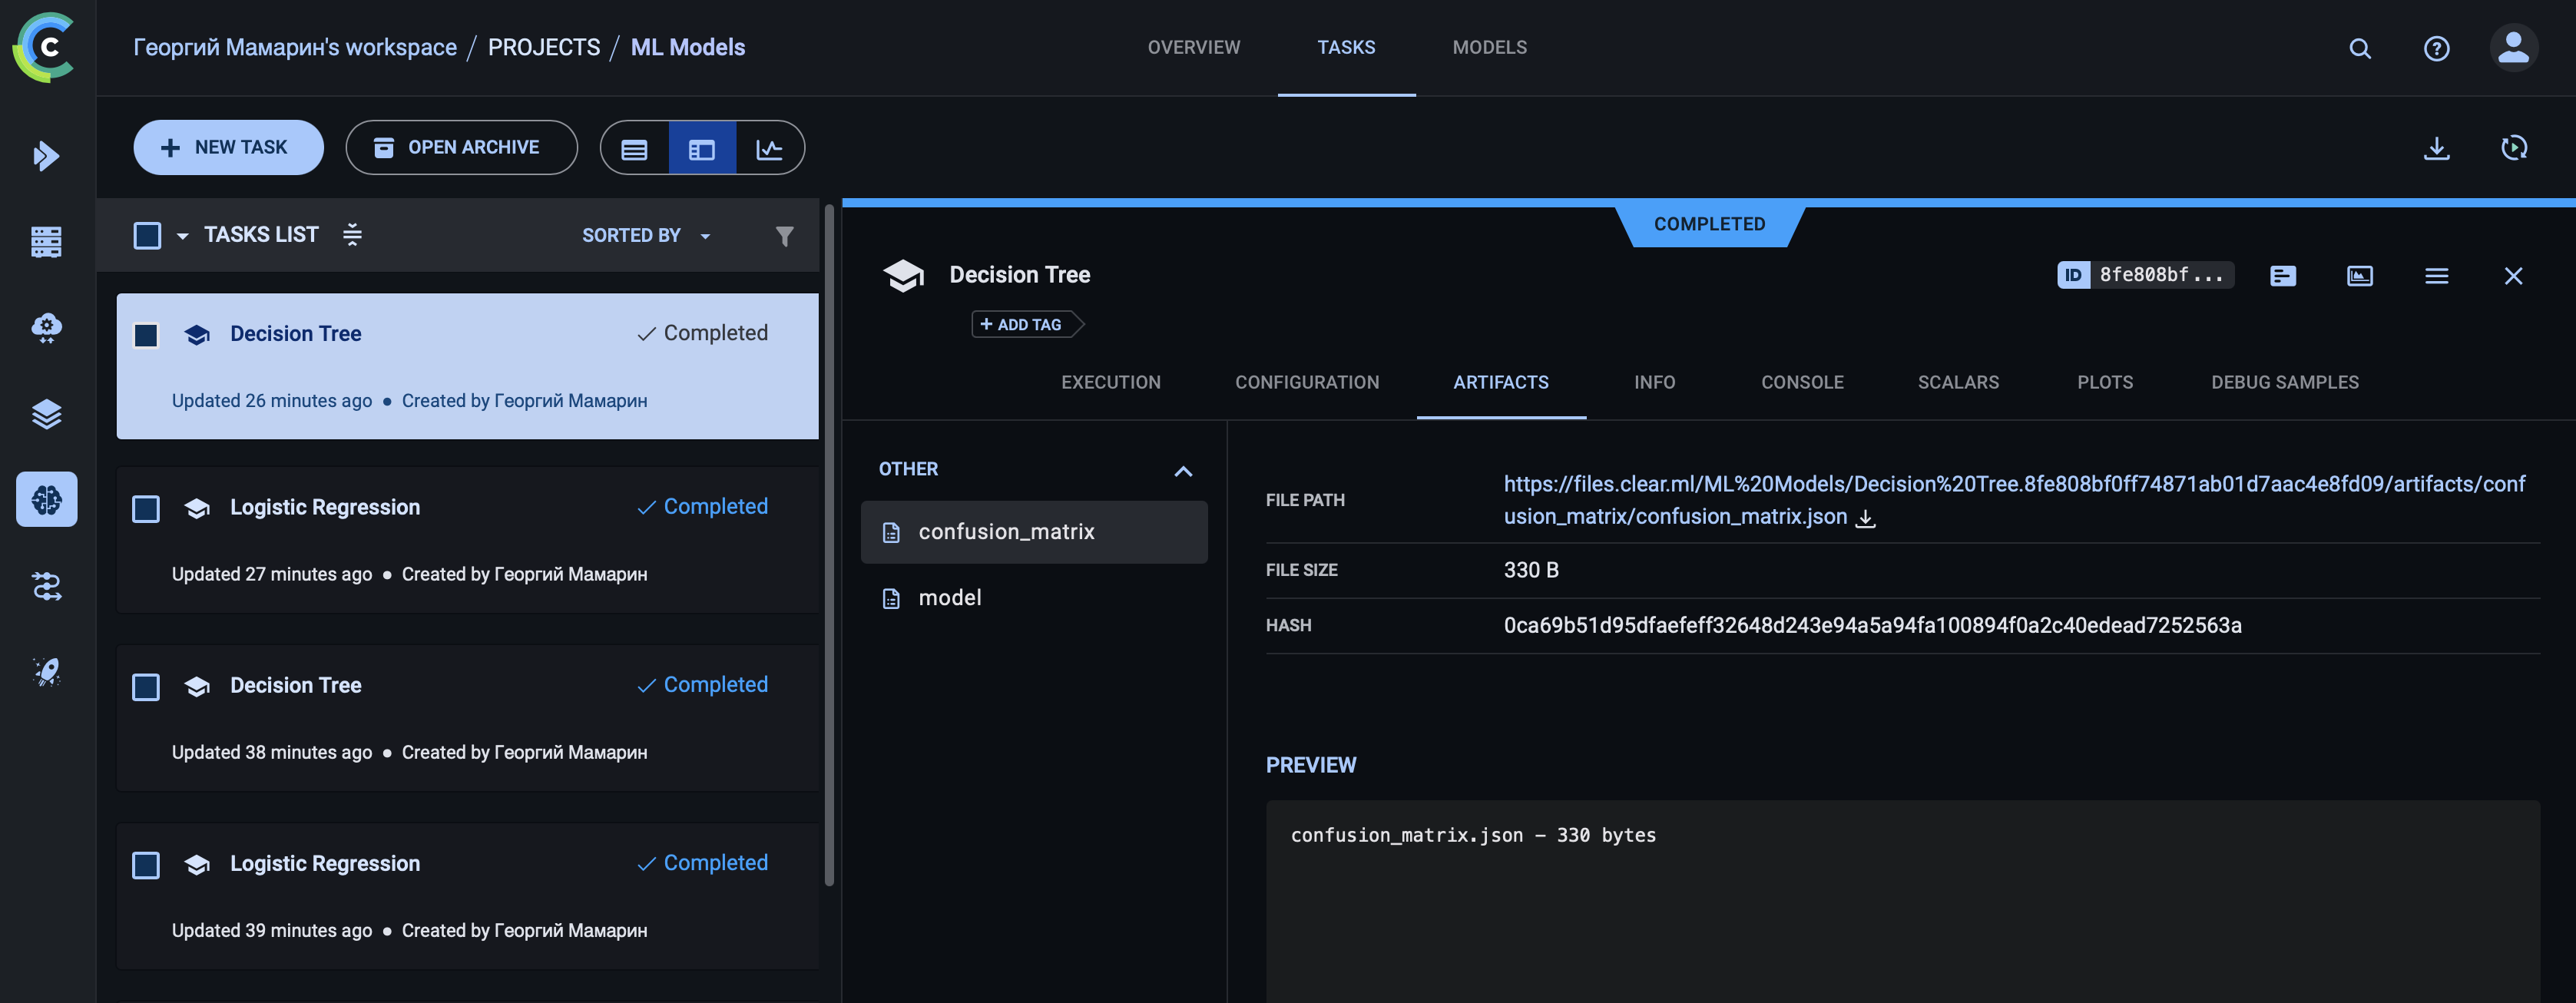 Георгий Мамарин's workspace / PROJECTS / ML Models
OVERVIEW
TASKS
MODELS
NEW TASK
OPEN ARCHIVE
TASKS LIST
SORTED BY
Decision Tree
Completed
Updated 26 minutes ago ● Created by Георгий Мамарин
Logistic Regression
Completed
Updated 27 minutes ago ● Created by Георгий Мамарин
Decision Tree
Completed
Updated 38 minutes ago ● Created by Георгий Мамарин
Logistic Regression
Completed
Updated 39 minutes ago ● Created by Георгий Мамарин
COMPLETED
Decision Tree
ID 8fe808bf...
+ ADD TAG
EXECUTION
CONFIGURATION
ARTIFACTS
INFO
CONSOLE
SCALARS
PLOTS
DEBUG SAMPLES
OTHER
confusion_matrix
model
FILE PATH
https://files.clear.ml/ML%20Models/Decision%20Tree.8fe808bf0ff74871ab01d7aac4e8fd09/artifacts/conf
usion_matrix/confusion_matrix.json
FILE SIZE
330 B
HASH
0ca69b51d95dfaefeff32648d243e94a5a94fa100894f0a2c40edead7252563a
PREVIEW
confusion_matrix.json – 330 bytes